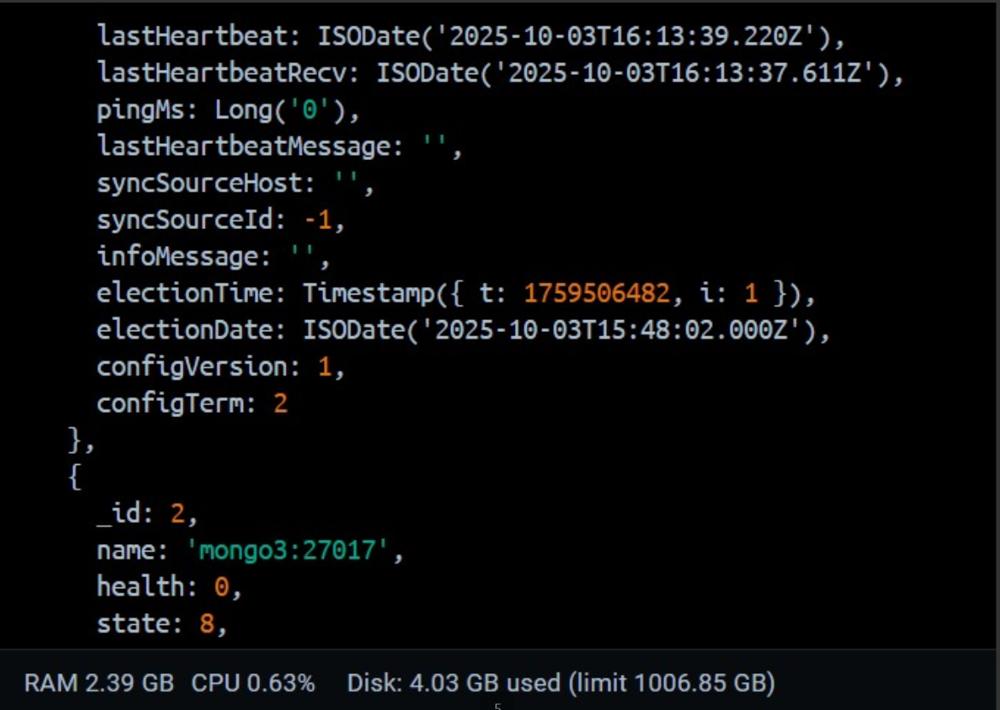 lastHeartbeat: ISODate('2025-10-03T16:13:39.220Z'),
lastHeartbeatRecv: ISODate('2025-10-03T16:13:37.611Z'),
pingMs: Long('0'),
lastHeartbeatMessage: '',
syncSourceHost: '',
syncSourceId: -1,
infoMessage: '',
electionTime: Timestamp({ t: 1759506482, i: 1 }),
electionDate: ISODate('2025-10-03T15:48:02.000Z'),
configVersion: 1,
configTerm: 2
},
{
_id: 2,
name: 'mongo3:27017',
health: 0,
state: 8,
RAM 2.39 GB CPU 0.63% Disk: 4.03 GB used (limit 1006.85 GB)
5